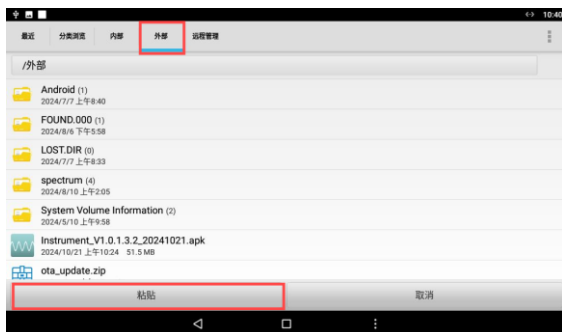 10:40
最近 分类浏览 内部 外部 远程管理
/外部
Android (1)
2024/7/7 上午8:40
FOUND.000 (1)
2024/8/6 下午5:58
LOST.DIR (0)
2024/7/7 上午8:33
spectrum (4)
2024/8/10 上午2:05
System Volume Information (2)
2024/5/10 上午9:58
Instrument_V1.0.1.3.2_20241021.apk
2024/10/21 上午10:24 51.5 MB
ota_update.zip
粘贴 取消